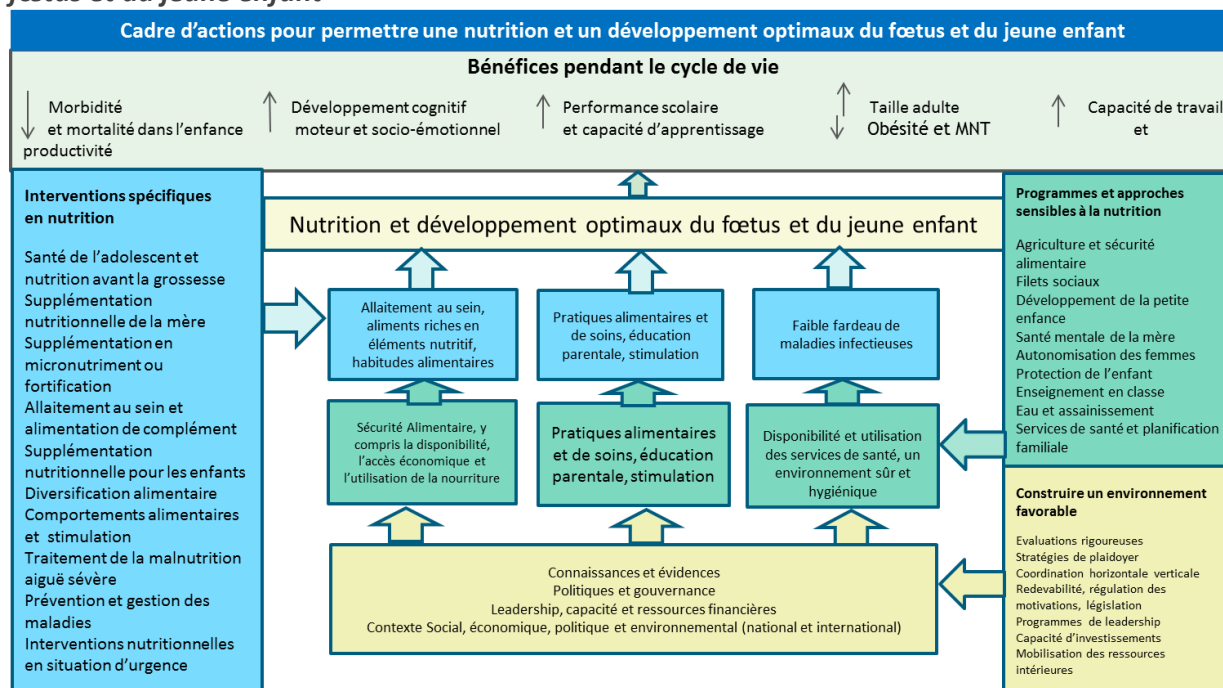 fœtus et du jeune enfant
Cadre d’actions pour permettre une nutrition et un développement optimaux du fœtus et du jeune enfant
Bénéfices pendant le cycle de vie
Morbidité
et mortalité dans l’enfance
productivité
Développement cognitif
moteur et socio-émotionnel
Performance scolaire
et capacité d’apprentissage
Taille adulte
Obésité et MNT
Capacité de travail
et
Interventions spécifiques
en nutrition
Santé de l’adolescent et
nutrition avant la grossesse
Supplémentation
nutritionnelle de la mère
Supplémentation en
micronutriment ou
fortification
Allaitement au sein et
alimentation de complément
Supplémentation
nutritionnelle pour les enfants
Diversification alimentaire
Comportements alimentaires
et stimulation
Traitement de la malnutrition
aiguë sévère
Prévention et gestion des
maladies
Interventions nutritionnelles
en situation d’urgence
Nutrition et développement optimaux du fœtus et du jeune enfant
Allaitement au sein,
aliments riches en
éléments nutritif,
habitudes alimentaires
Pratiques alimentaires et
de soins, éducation
parentale, stimulation
Faible fardeau de
maladies infectieuses
Sécurité Alimentaire, y
compris la disponibilité,
l’accès économique et
l’utilisation de la nourriture
Pratiques alimentaires
et de soins, éducation
parentale, stimulation
Disponibilité et utilisation
des services de santé, un
environnement sûr et
hygiénique
Connaissances et évidences
Politiques et gouvernance
Leadership, capacité et ressources financières
Contexte Social, économique, politique et environnemental (national et international)
Programmes et approches
sensibles à la nutrition
Agriculture et sécurité
alimentaire
Filets sociaux
Développement de la petite
enfance
Santé mentale de la mère
Autonomisation des femmes
Protection de l’enfant
Enseignement en classe
Eau et assainissement
Services de santé et planification
familiale
Construire un environnement
favorable
Evaluations rigoureuses
Stratégies de plaidoyer
Coordination horizontale verticale
Redevabilité, régulation des
motivations, législation
Programmes de leadership
Capacité d’investissements
Mobilisation des ressources
intérieures